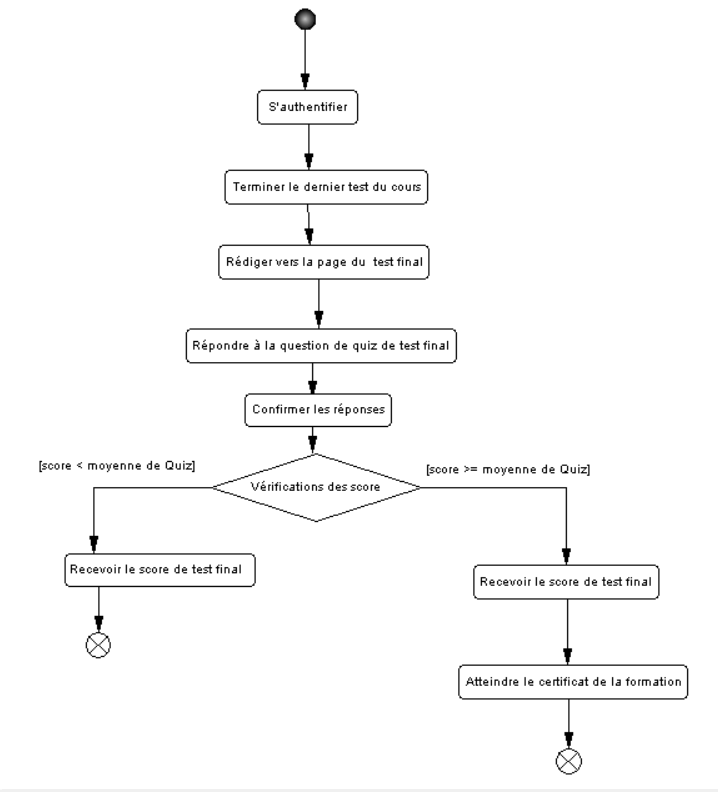 S'authentifier
Terminer le dernier test du cours
Rédiger vers la page du test final
Répondre à la question de quiz de test final
Confirmer les réponses
[score < moyenne de Quiz]
[score >= moyenne de Quiz]
Vérifications des score
Recevoir le score de test final
Recevoir le score de test final
Atteindre le certificat de la formation